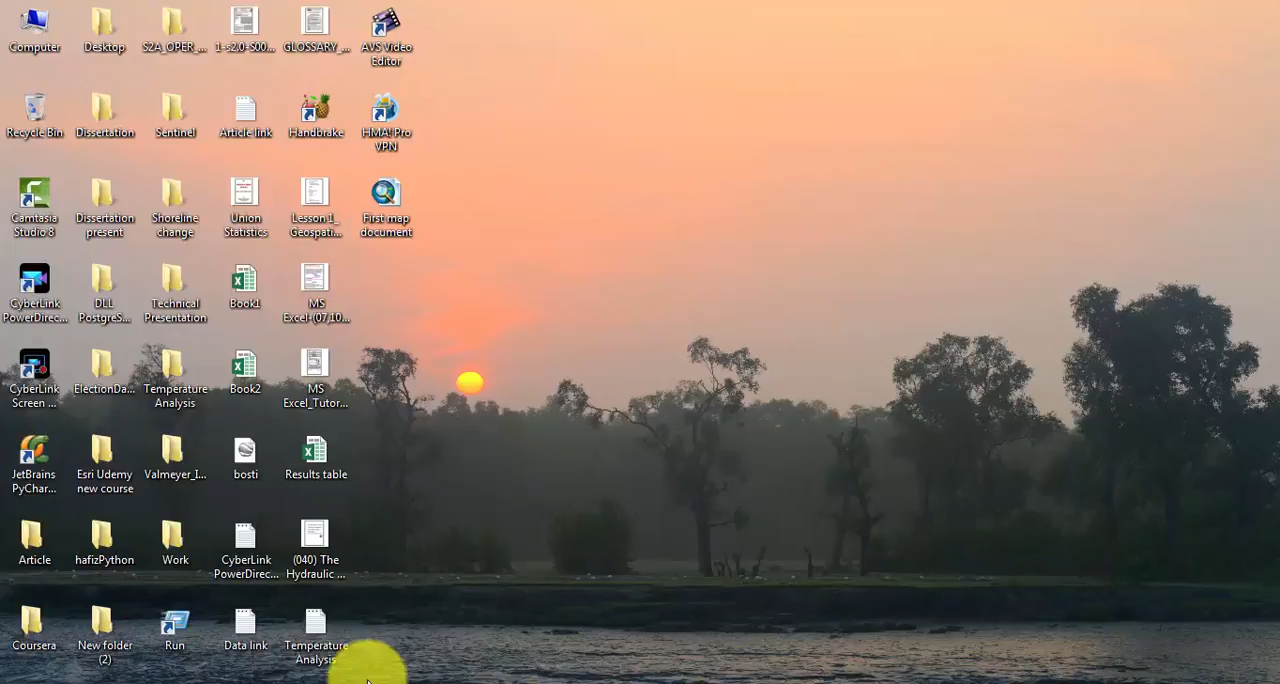 Computer
Desktop
S2A_OPER_...
1-s2.0-S00...
GLOSSARY_...
AVS Video
Editor
Recycle Bin
Dissertation
Sentinel
Article link
Handbrake
HMA! Pro
VPN
Camtasia
Studio 8
Dissertation
present
Shoreline
change
Union
Statistics
Lesson 1_
Geospati...
First map
document
CyberLink
PowerDirec...
DLL
PostgreS...
Technical
Presentation
Book1
MS
Excel-(07,10...
CyberLink
Screen ...
ElectionDa...
Temperature
Analysis
Book2
MS
Excel_Tutor...
JetBrains
PyChar...
Esri Udemy
new course
Valmeyer_I...
bosti
Results table
Article
hafizPython
Work
CyberLink
PowerDirec...
(040) The
Hydraulic ...
Coursera
New folder
(2)
Run
Data link
Temperature
Analysis